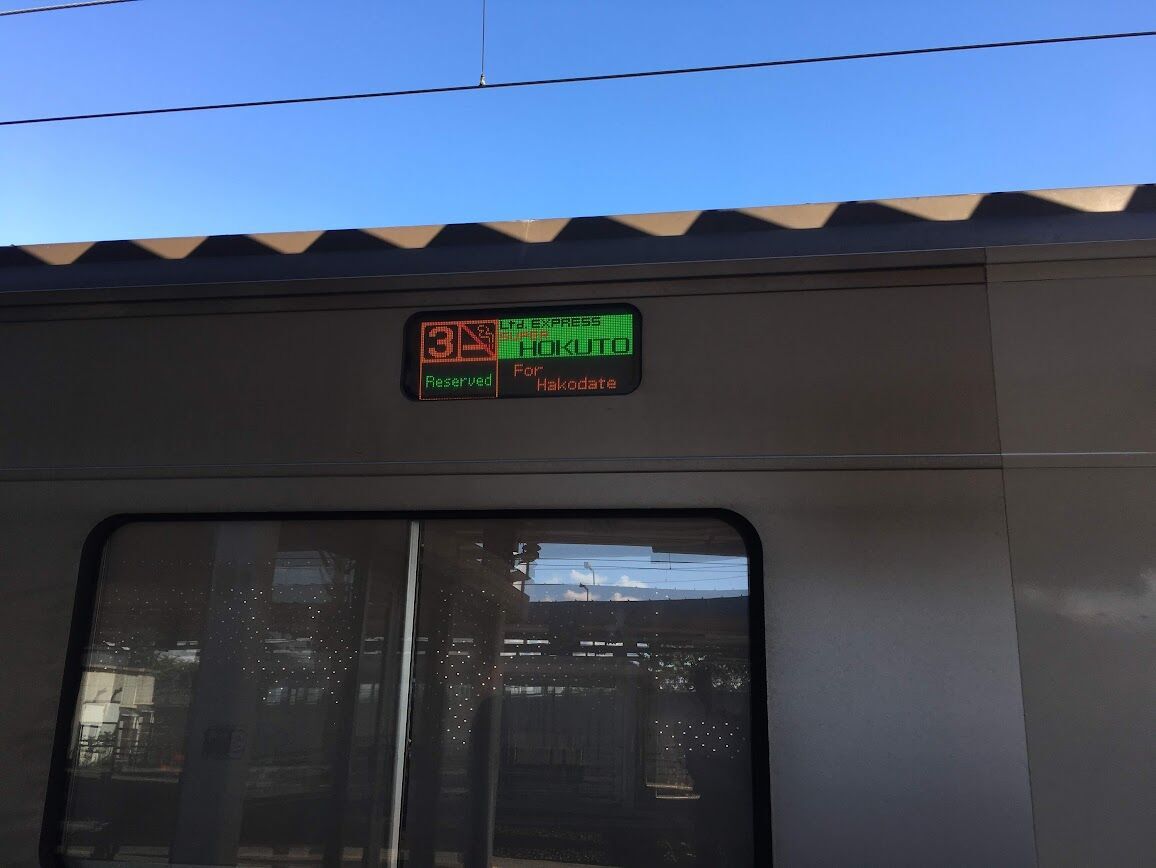 3
Reserved
Ltd. EXPRESS
SUPER
HOKUTO
For
Hakodate